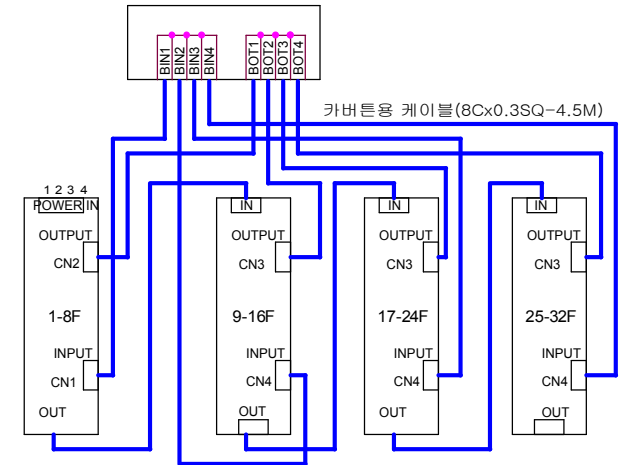 BIN1 BIN2 BIN3 BIN4 BOT1 BOT2 BOT3 BOT4
카버튼용 케이블(8Cx0.3SQ-4.5M)
1 2 3 4
POWER IN IN IN IN
OUTPUT OUTPUT OUTPUT OUTPUT
CN2 CN3 CN3 CN3
1-8F 9-16F 17-24F 25-32F
INPUT INPUT INPUT INPUT
CN1 CN4 CN4 CN4
OUT OUT OUT OUT